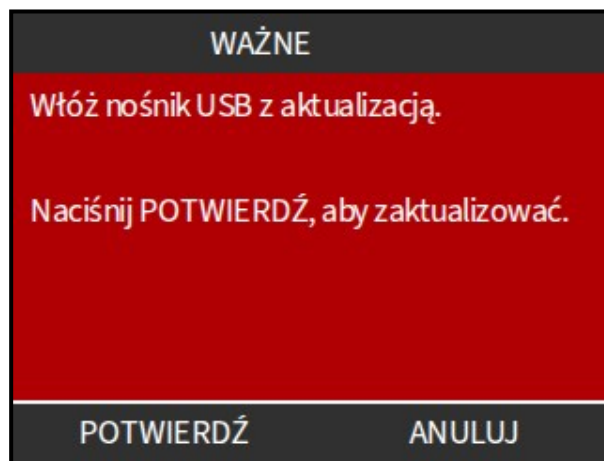 WAŻNE
Włóż nośnik USB z aktualizacją.
Naciśnij POTWIERDŹ, aby zaktualizować.
POTWIERDŹ ANULUJ